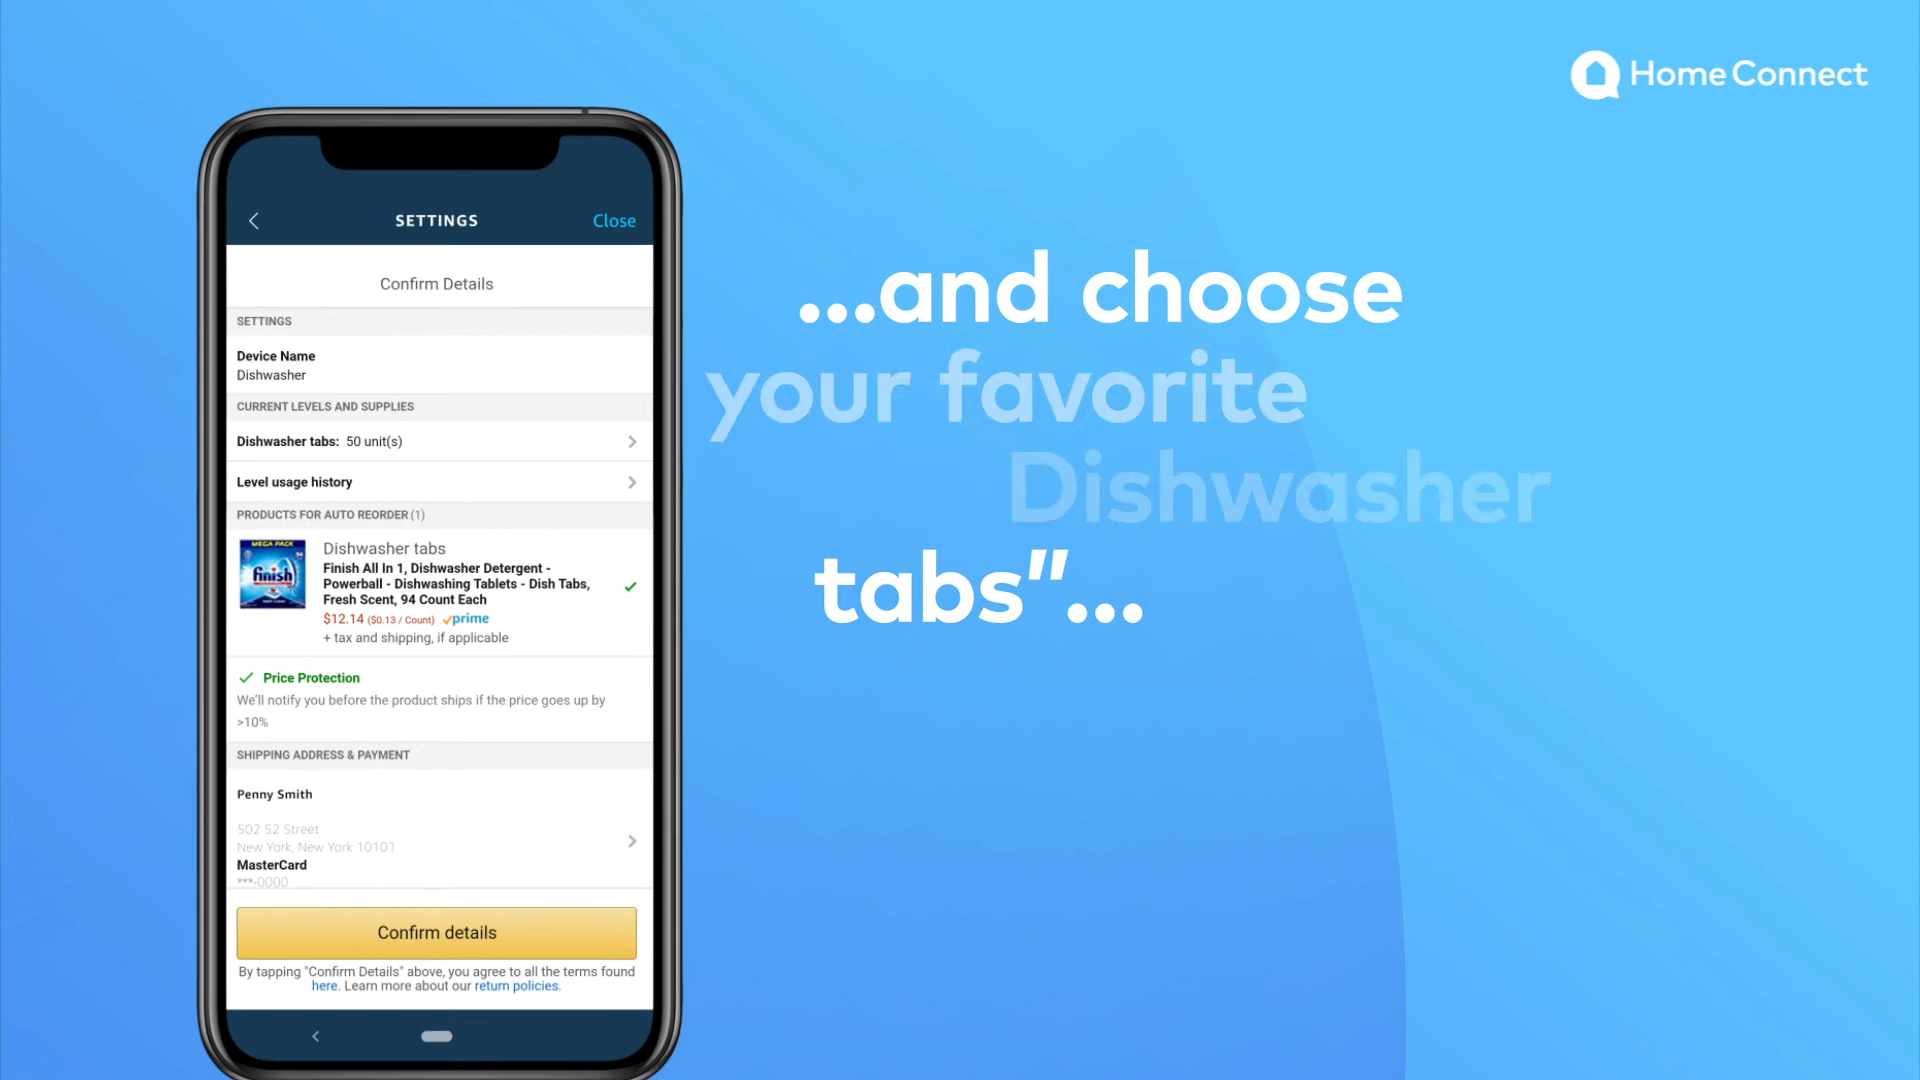 Home Connect
SETTINGS
Close
Confirm Details
SETTINGS
Device Name
Dishwasher
CURRENT LEVELS AND SUPPLIES
Dishwasher tabs: 50 unit(s)
Level usage history
PRODUCTS FOR AUTO REORDER (1)
MEGA PACK
94
finish
Dishwasher tabs
Finish All In 1, Dishwasher Detergent -
Powerball - Dishwashing Tablets - Dish Tabs,
Fresh Scent, 94 Count Each
$12.14 ($0.13 / Count) prime
+ tax and shipping, if applicable
Price Protection
We'll notify you before the product ships if the price goes up by
>10%
SHIPPING ADDRESS & PAYMENT
Penny Smith
502 52 Street
New York, New York 10101
MasterCard
***-0000
Confirm details
By tapping "Confirm Details" above, you agree to all the terms found
here. Learn more about our return policies.
...and choose
your favorite
Dishwasher
tabs"...